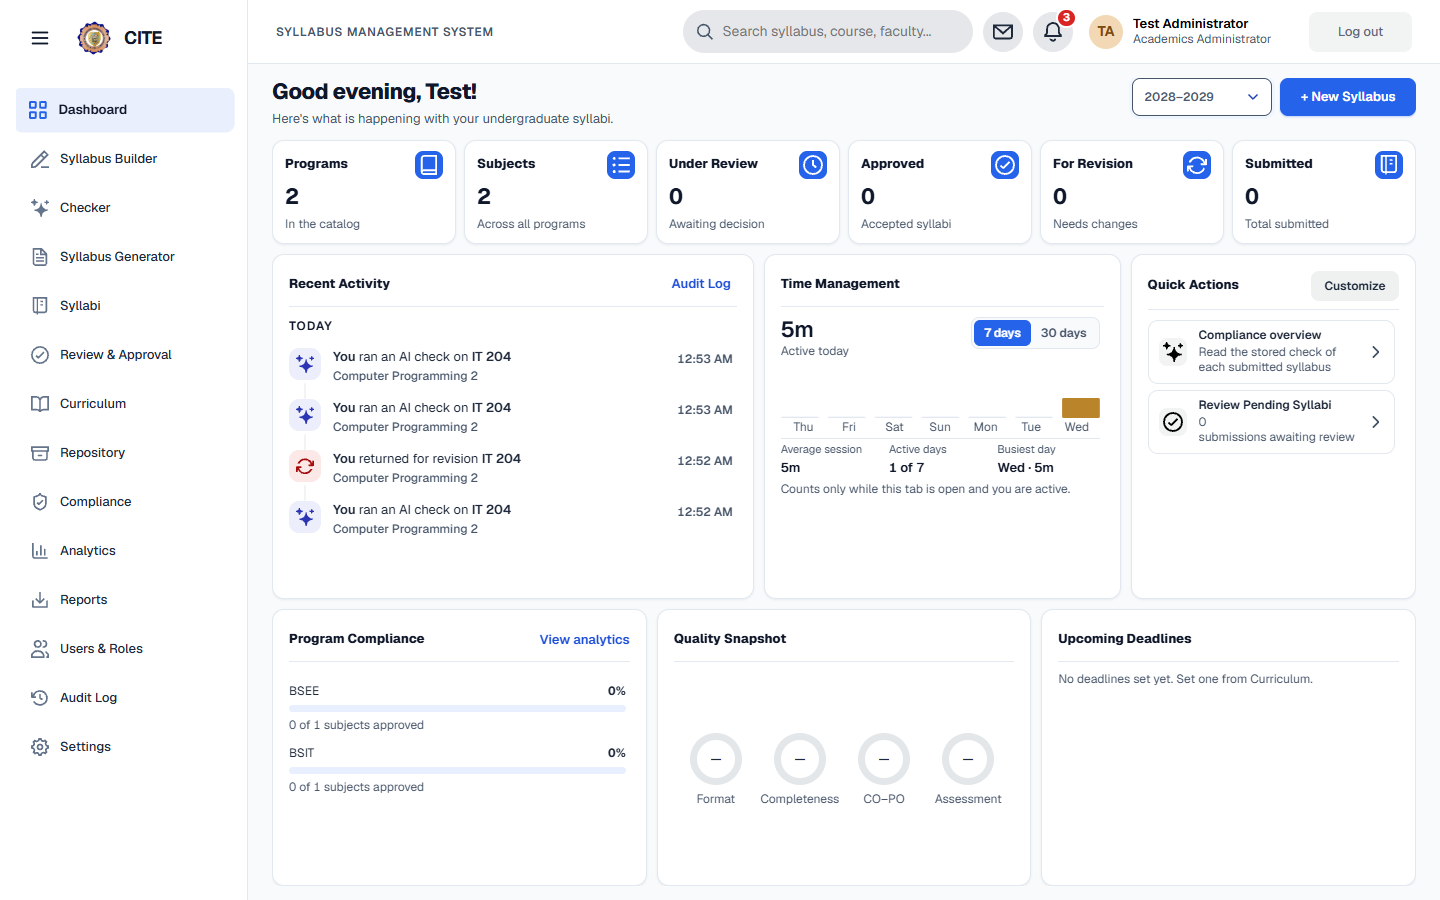 CITE
SYLLABUS MANAGEMENT SYSTEM
Search syllabus, course, faculty...
3
TA
Test Administrator
Academics Administrator
Log out
Dashboard
Syllabus Builder
Checker
Syllabus Generator
Syllabi
Review & Approval
Curriculum
Repository
Compliance
Analytics
Reports
Users & Roles
Audit Log
Settings
Good evening, Test!
Here's what is happening with your undergraduate syllabi.
2028–2029
+ New Syllabus
Programs
2
In the catalog
Subjects
2
Across all programs
Under Review
0
Awaiting decision
Approved
0
Accepted syllabi
For Revision
0
Needs changes
Submitted
0
Total submitted
Recent Activity
Audit Log
TODAY
You ran an AI check on IT 204
Computer Programming 2
12:53 AM
You ran an AI check on IT 204
Computer Programming 2
12:53 AM
You returned for revision IT 204
Computer Programming 2
12:52 AM
You ran an AI check on IT 204
Computer Programming 2
12:52 AM
Time Management
5m
Active today
7 days
30 days
Thu Fri Sat Sun Mon Tue Wed
Average session
5m
Active days
1 of 7
Busiest day
Wed · 5m
Counts only while this tab is open and you are active.
Quick Actions
Customize
Compliance overview
Read the stored check of
each submitted syllabus
Review Pending Syllabi
0
submissions awaiting review
Program Compliance
View analytics
BSEE
0%
0 of 1 subjects approved
BSIT
0%
0 of 1 subjects approved
Quality Snapshot
– – – –
Format Completeness CO–PO Assessment
Upcoming Deadlines
No deadlines set yet. Set one from Curriculum.